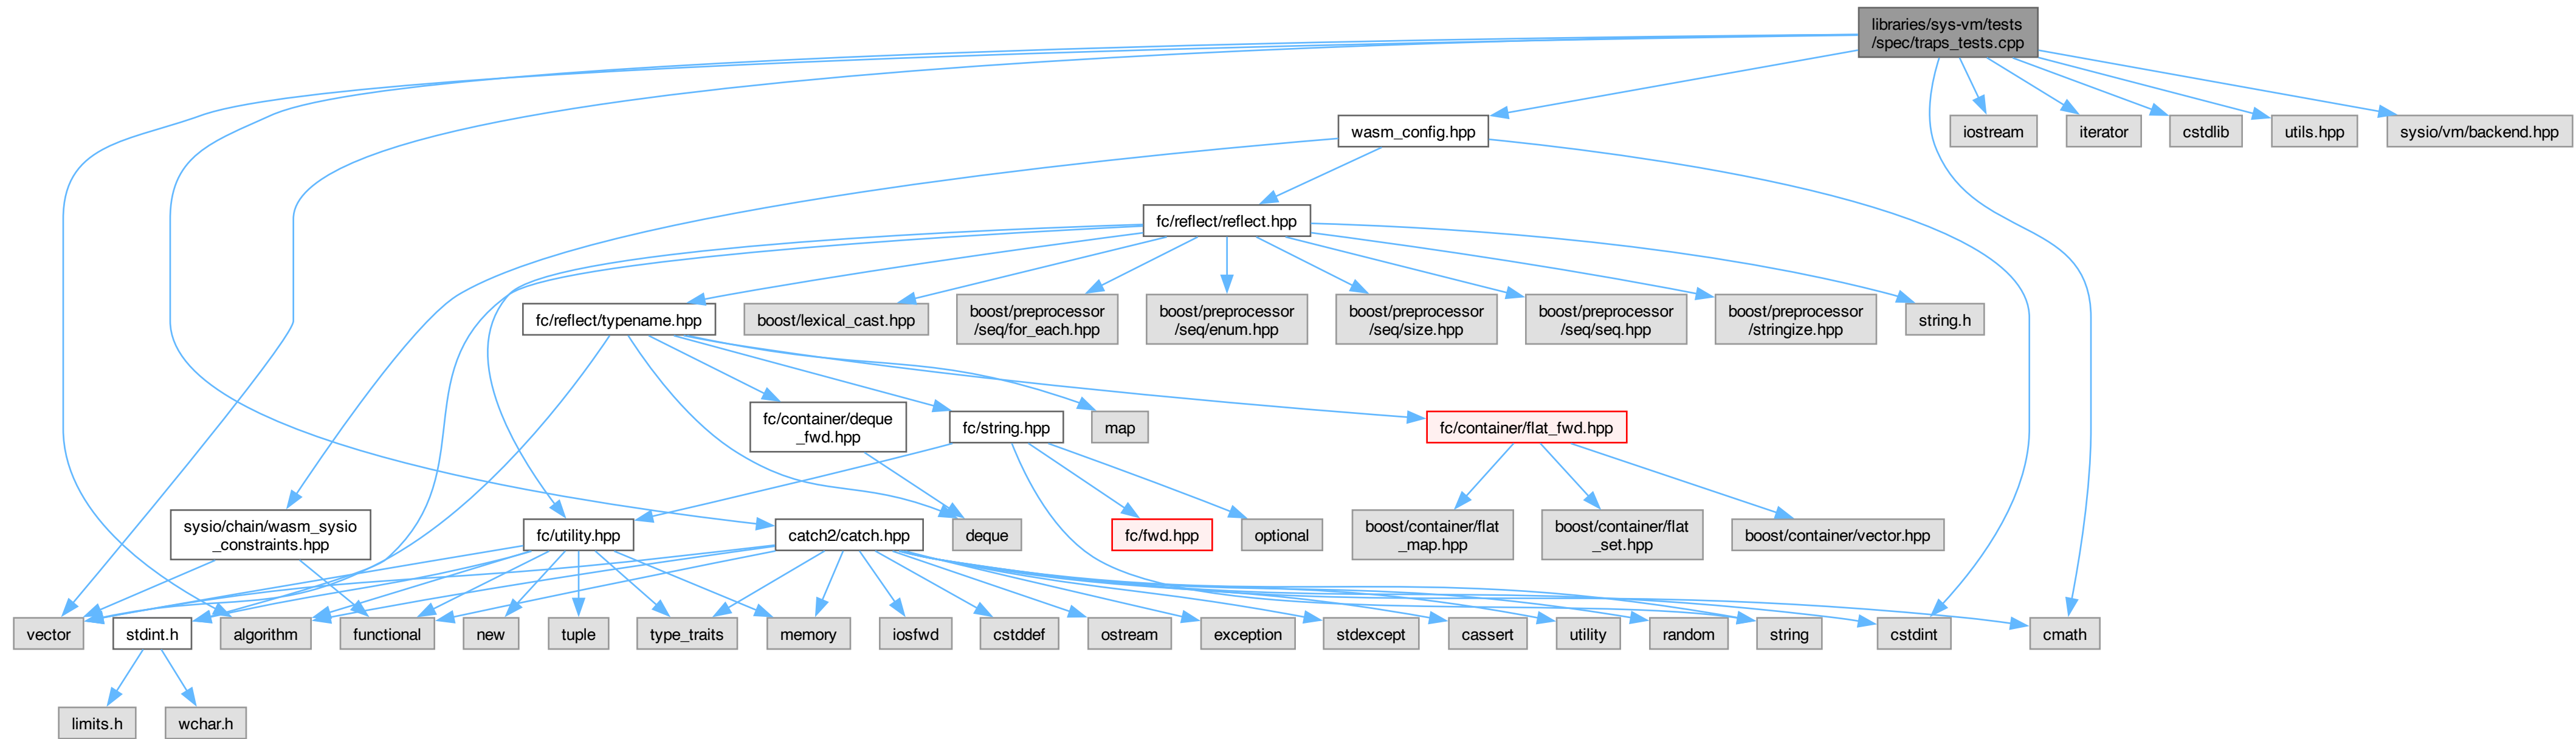 libraries/sys-vm/tests
/spec/traps_tests.cpp
wasm_config.hpp
iostream
iterator
cstdlib
utils.hpp
sysio/vm/backend.hpp
fc/reflect/reflect.hpp
fc/reflect/typename.hpp
boost/lexical_cast.hpp
boost/preprocessor
/seq/for_each.hpp
boost/preprocessor
/seq/enum.hpp
boost/preprocessor
/seq/size.hpp
boost/preprocessor
/seq/seq.hpp
boost/preprocessor
/stringize.hpp
string.h
fc/container/deque
_fwd.hpp
fc/string.hpp
map
fc/container/flat_fwd.hpp
sysio/chain/wasm_sysio
_constraints.hpp
fc/utility.hpp
catch2/catch.hpp
deque
fc/fwd.hpp
optional
boost/container/flat
_map.hpp
boost/container/flat
_set.hpp
boost/container/vector.hpp
vector
stdint.h
algorithm
functional
new
tuple
type_traits
memory
iosfwd
cstddef
ostream
exception
stdexcept
cassert
utility
random
string
cstdint
cmath
limits.h
wchar.h